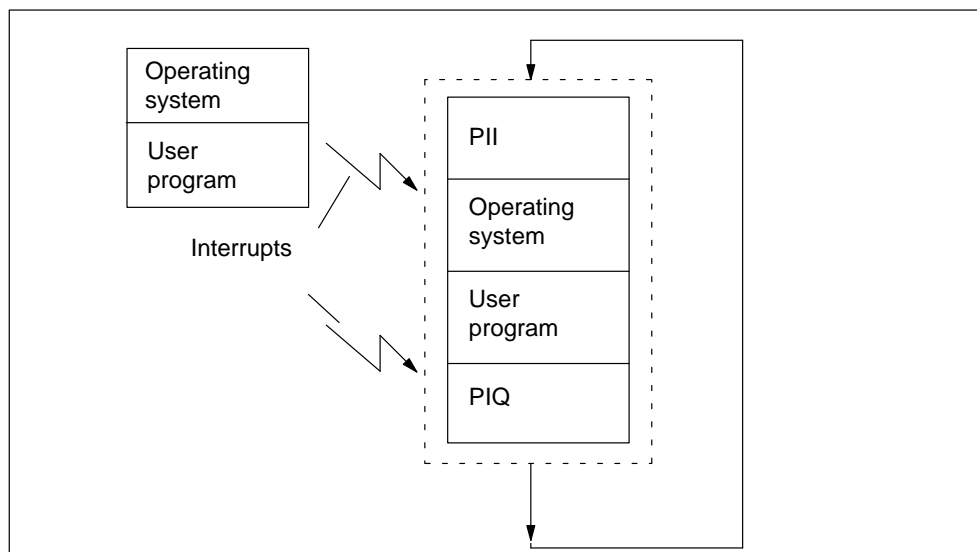 Operating
system
User
program
Interrupts
PII
Operating
system
User
program
PIQ